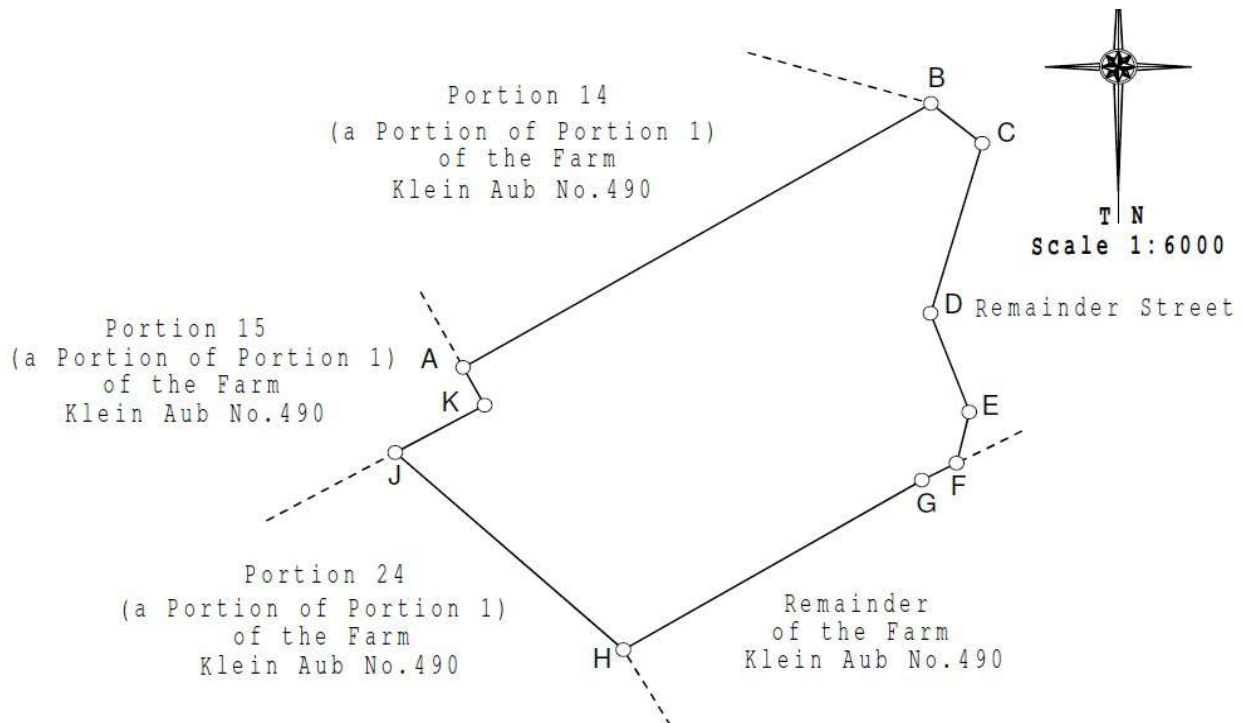 B
Portion 14
(a Portion of Portion 1)
of the Farm
Klein Aub No.490
C
T N
Scale 1:6000
D
Remainder Street
Portion 15
(a Portion of Portion 1)
of the Farm
Klein Aub No.490
A
K
E
J
F
G
Portion 24
(a Portion of Portion 1)
of the Farm
Klein Aub No.490
H
Remainder
of the Farm
Klein Aub No.490